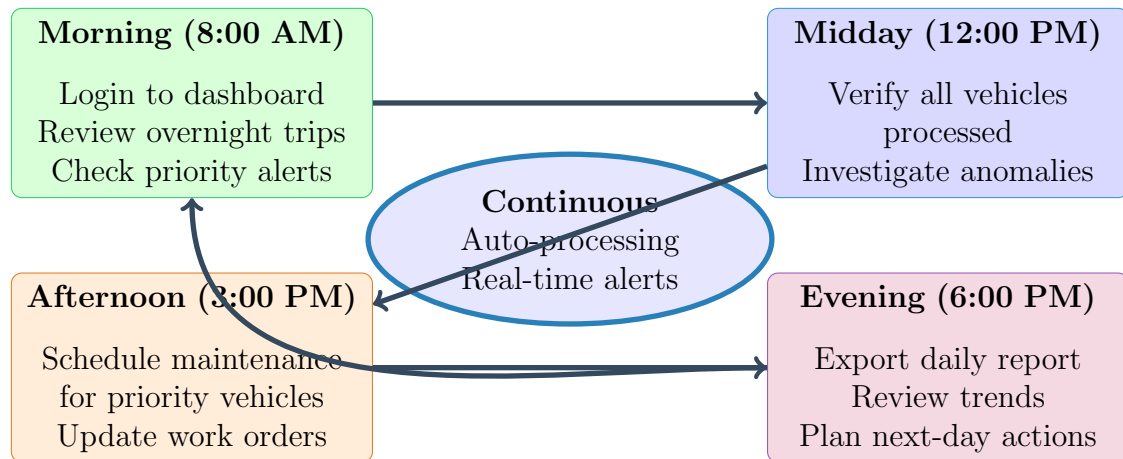 Morning (8:00 AM)
Login to dashboard
Review overnight trips
Check priority alerts
Midday (12:00 PM)
Verify all vehicles
processed
Investigate anomalies
Continuous
Auto-processing
Real-time alerts
Afternoon (3:00 PM)
Schedule maintenance
for priority vehicles
Update work orders
Evening (6:00 PM)
Export daily report
Review trends
Plan next-day actions